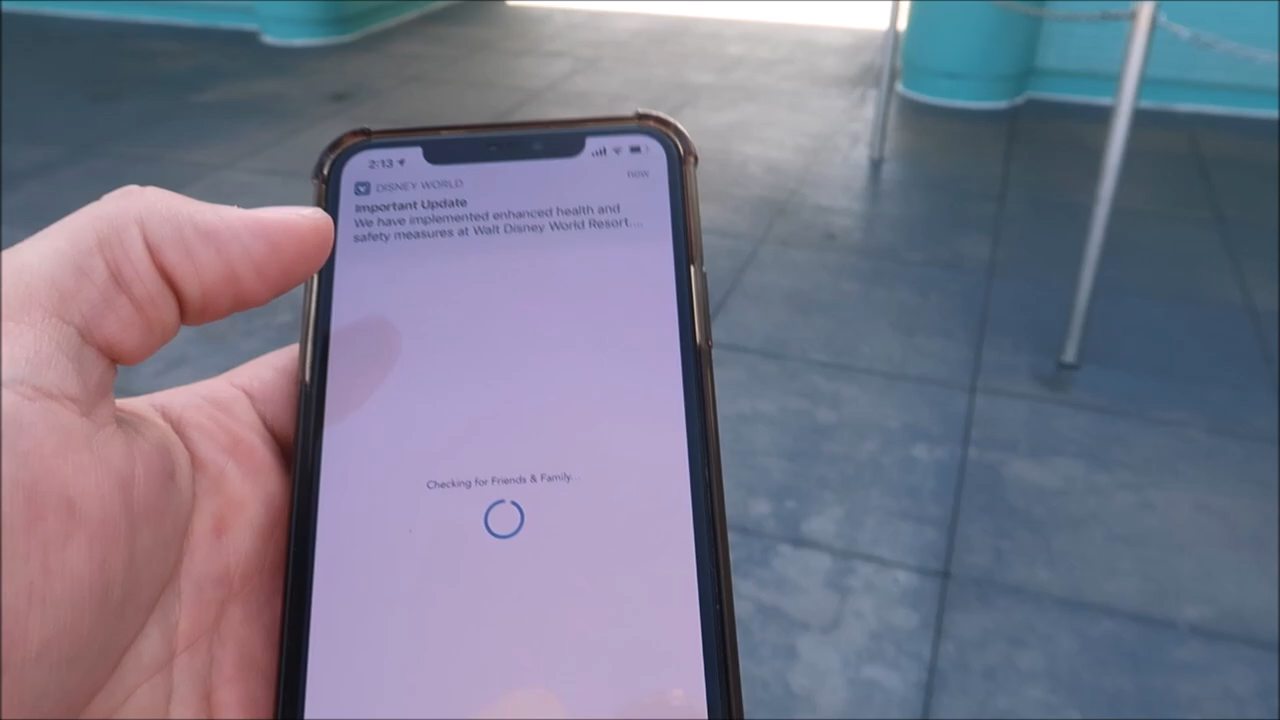 2:13
DISNEY WORLD
now
Important Update
We have implemented enhanced health and
safety measures at Walt Disney World Resort....
Checking for Friends & Family...